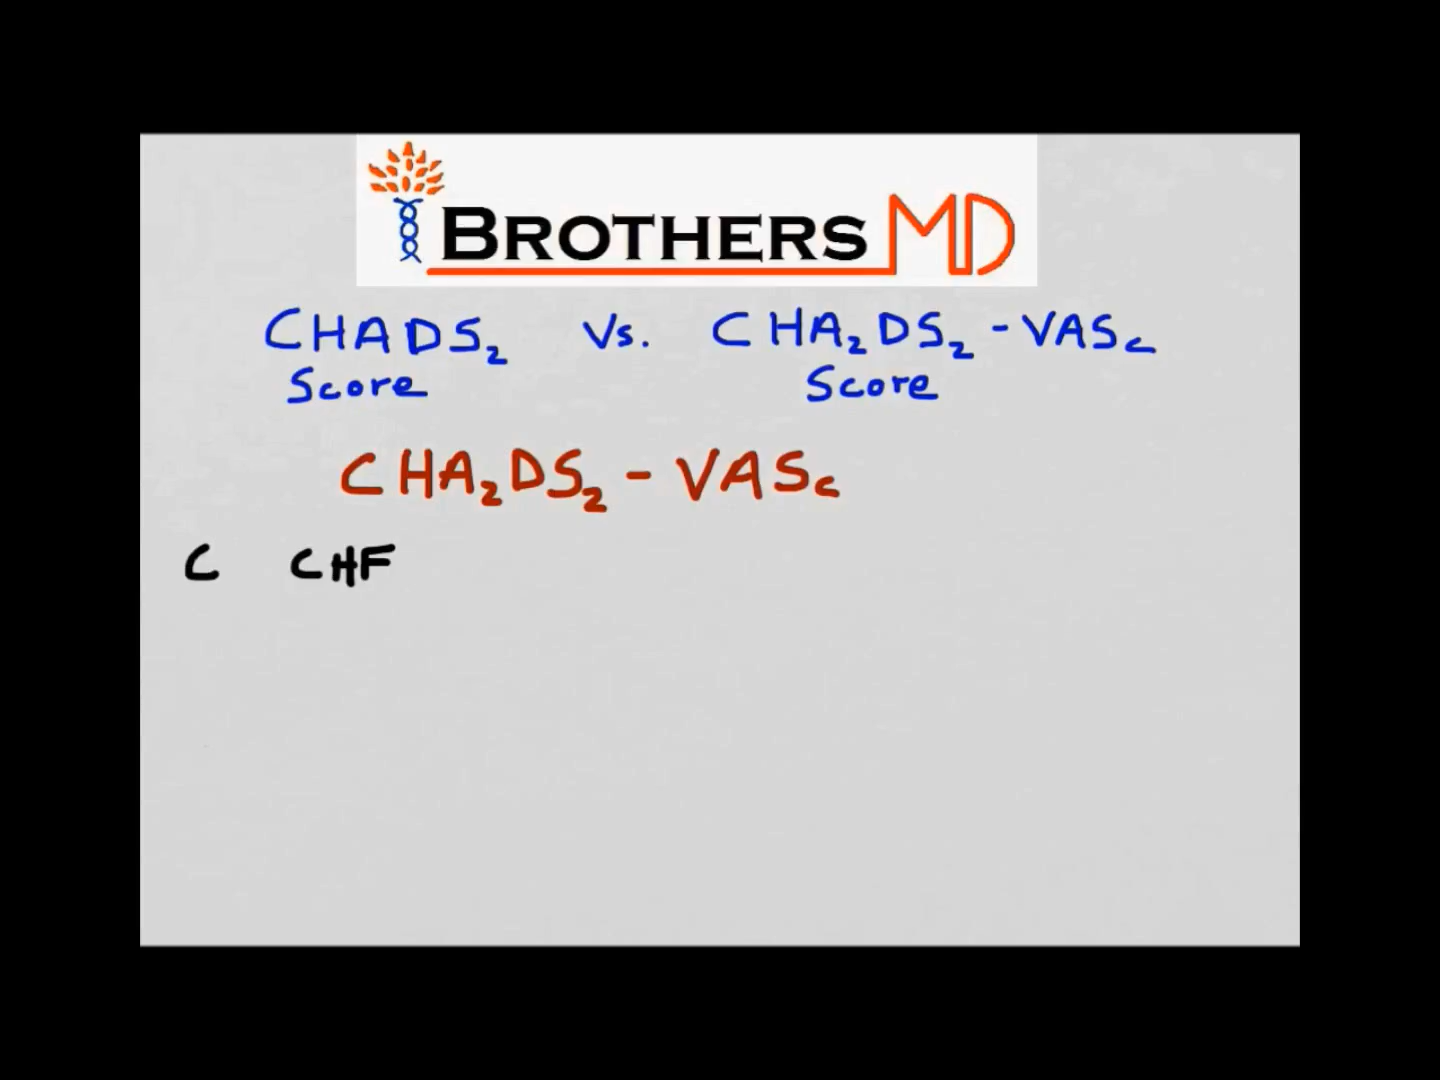 BROTHERS MD
CHADS₂ Vs. CHA₂DS₂-VASc
Score Score
CHA₂DS₂-VASc
C CHF